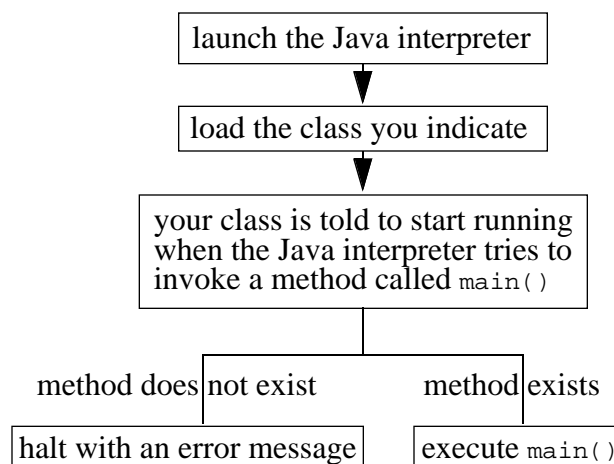 launch the Java interpreter
load the class you indicate
your class is told to start running
when the Java interpreter tries to
invoke a method called main()
method does not exist
method exists
halt with an error message
execute main()